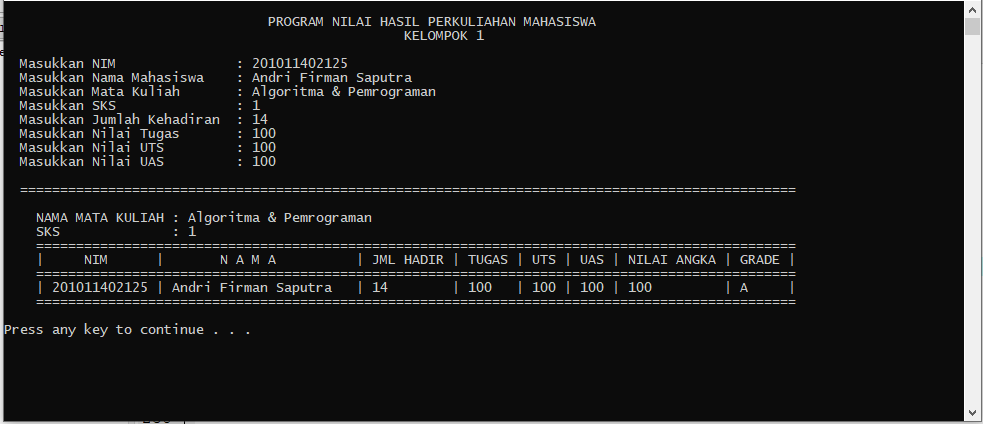 PROGRAM NILAI HASIL PERKULIAHAN MAHASISWA
KELOMPOK 1
Masukkan NIM : 201011402125
Masukkan Nama Mahasiswa : Andri Firman Saputra
Masukkan Mata Kuliah : Algoritma & Pemrograman
Masukkan SKS : 1
Masukkan Jumlah Kehadiran : 14
Masukkan Nilai Tugas : 100
Masukkan Nilai UTS : 100
Masukkan Nilai UAS : 100
=================================================================================================
NAMA MATA KULIAH : Algoritma & Pemrograman
SKS : 1
===============================================================================================
| NIM | N A M A | JML HADIR | TUGAS | UTS | UAS | NILAI ANGKA | GRADE |
===============================================================================================
| 201011402125 | Andri Firman Saputra | 14 | 100 | 100 | 100 | 100 | A |
===============================================================================================
Press any key to continue . . .